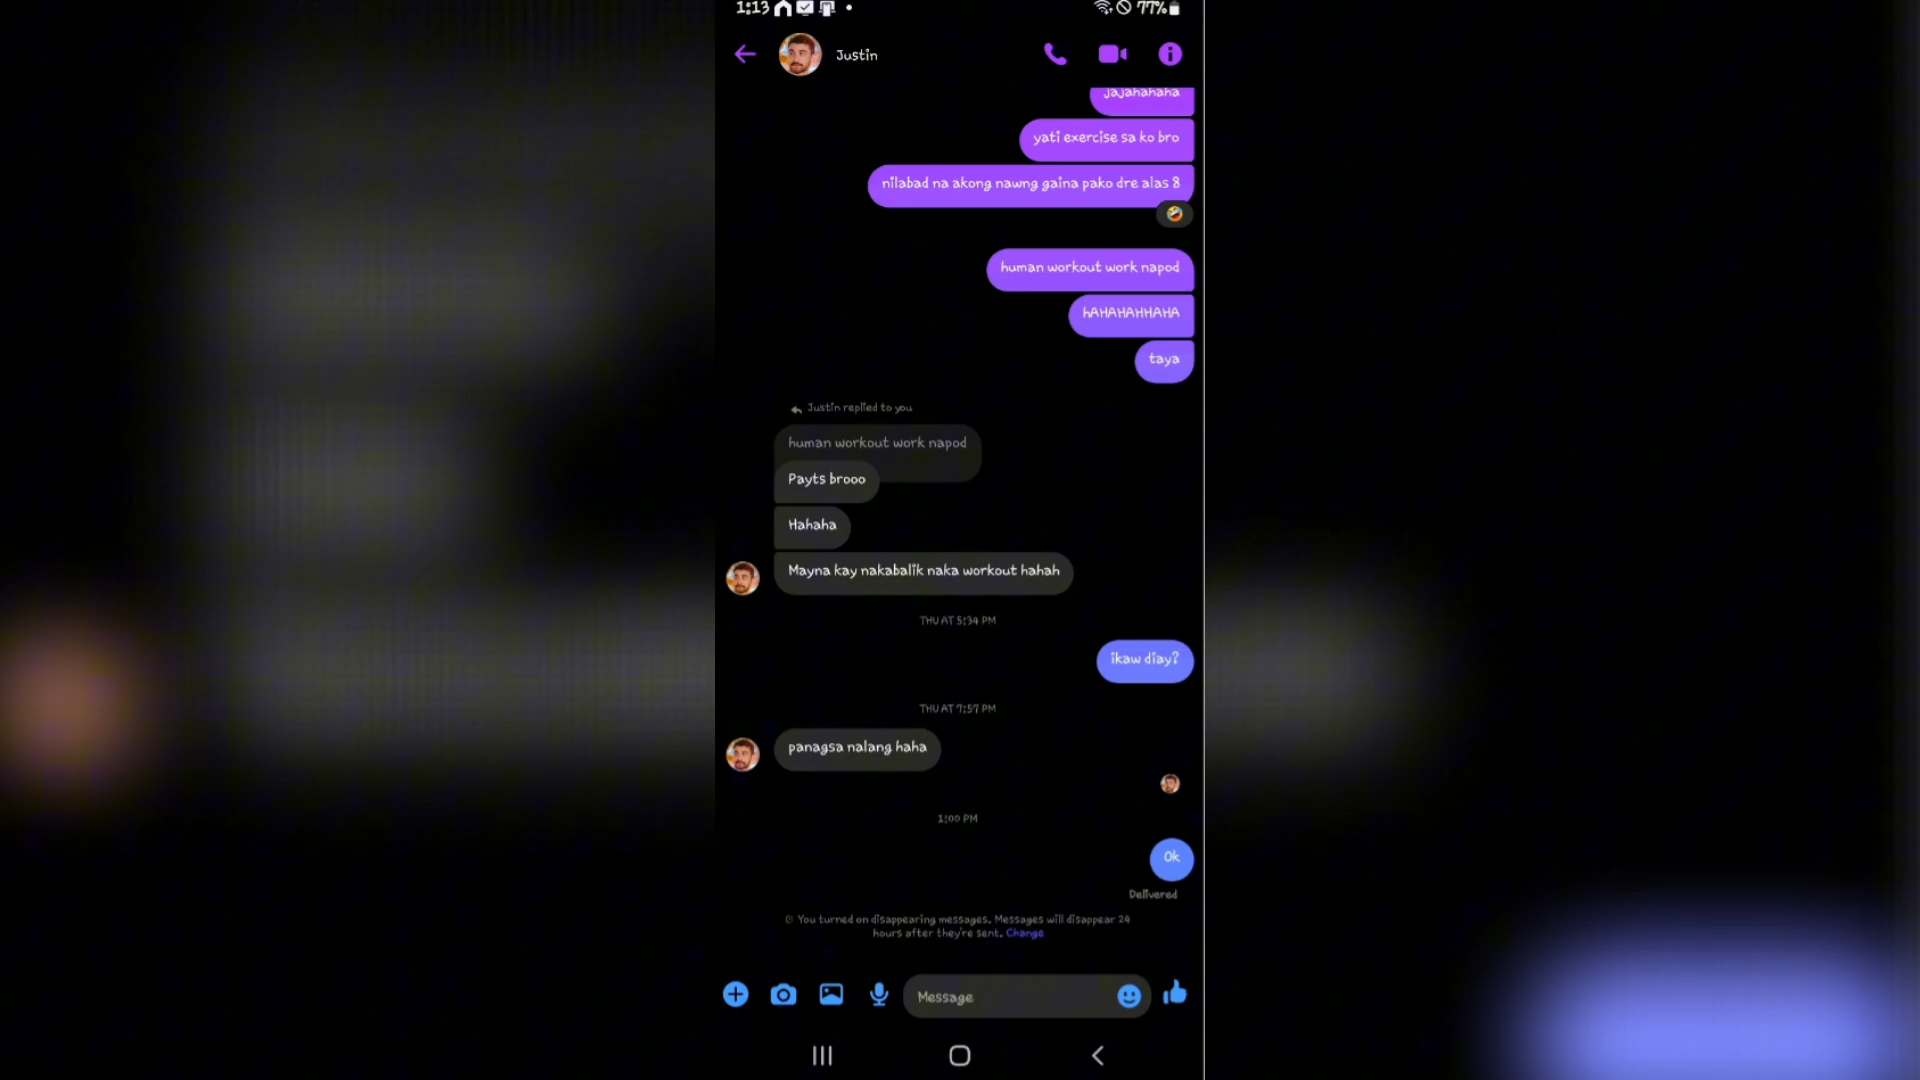 1:13
77%
Justin
jajahahaha
yati exercise sa ko bro
nilabad na akong nawng gaina pako dre alas 8
human workout work napod
hAHAHAHHAHA
taya
Justin replied to you
human workout work napod
Payts brooo
Hahaha
Mayna kay nakabalik naka workout hahah
THU AT 5:34 PM
ikaw diay?
THU AT 7:57 PM
panagsa nalang haha
1:00 PM
Ok
Delivered
You turned on disappearing messages. Messages will disappear 24
hours after they're sent. Change
Message